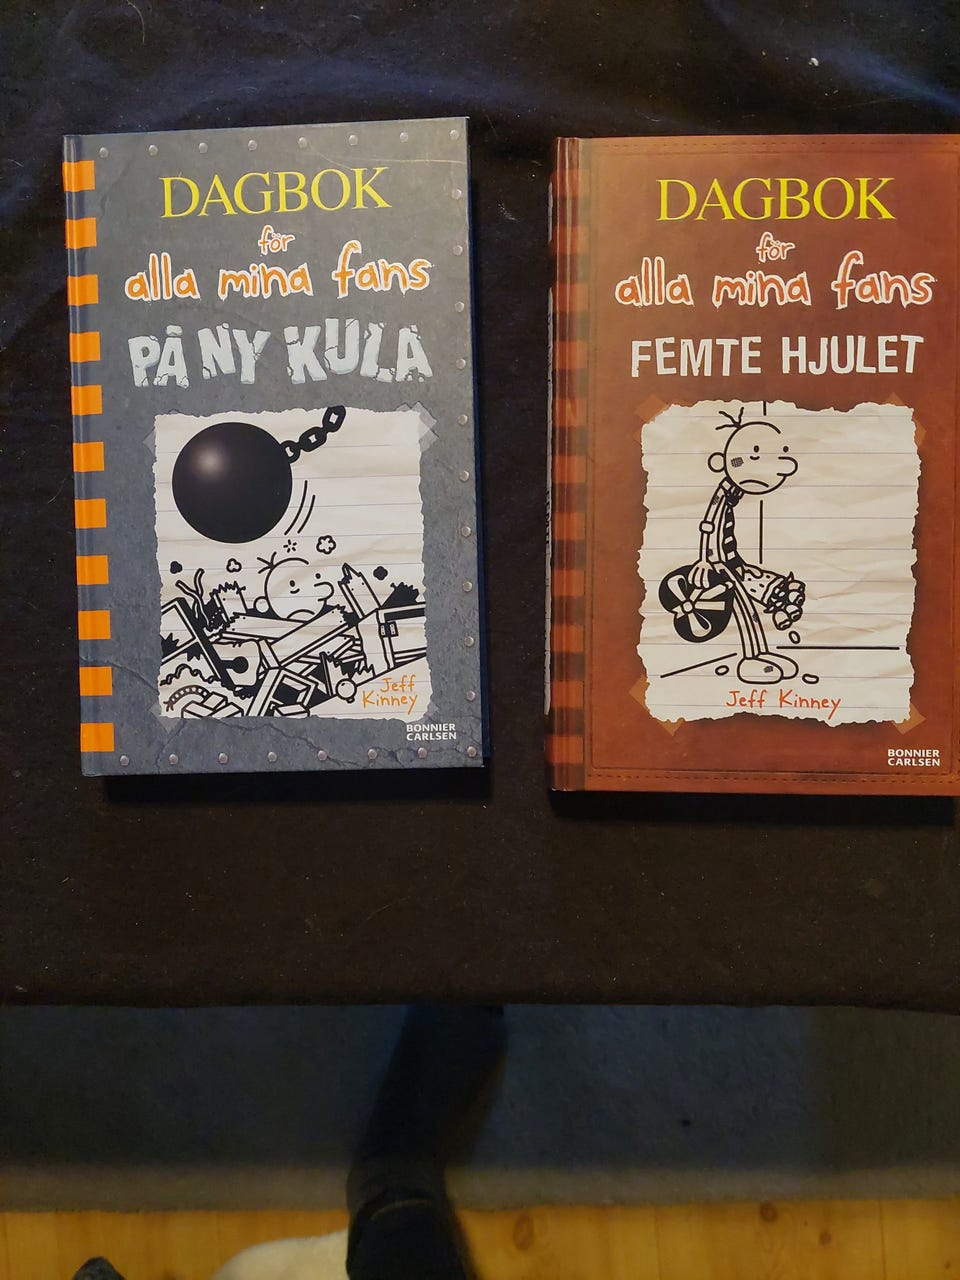 DAGBOK
för
alla mina fans
PÅ NY KULA
Jeff
Kinney
BONNIER
CARLSEN
DAGBOK
för
alla mina fans
FEMTE HJULET
Jeff Kinney
BONNIER
CARLSEN